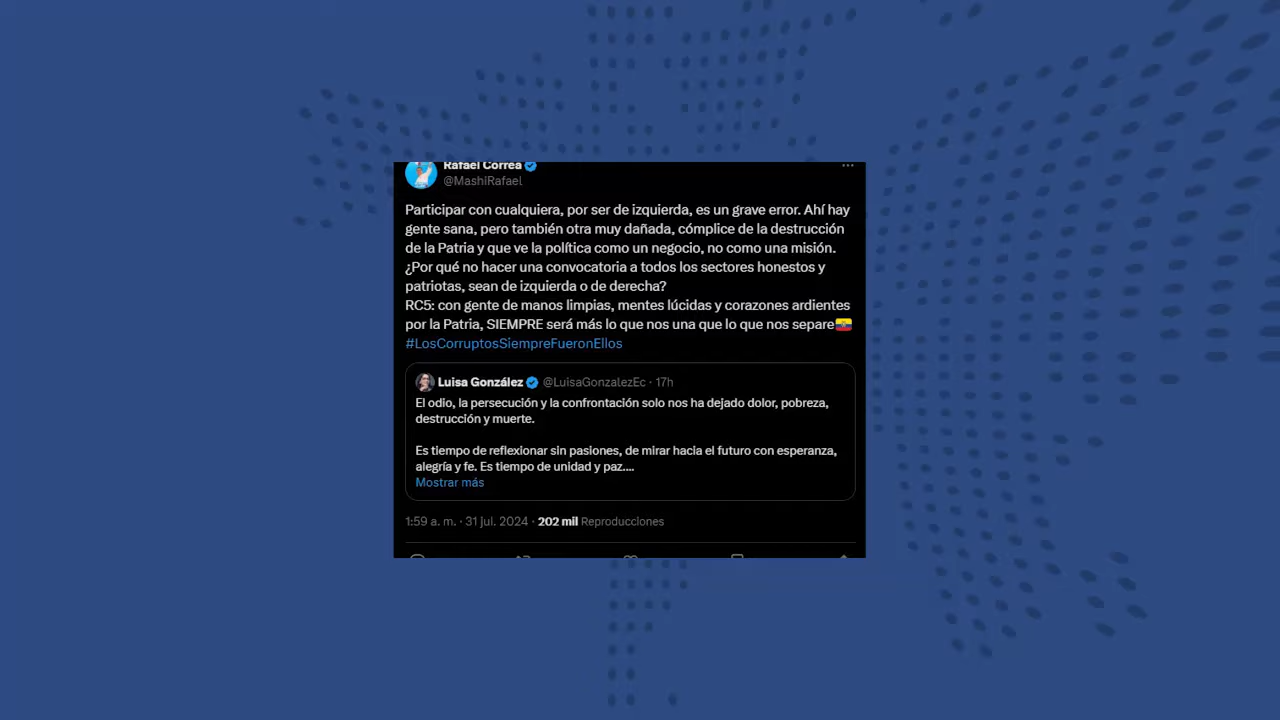 Rafael Correa
@MashiRafael
Participar con cualquiera, por ser de izquierda, es un grave error. Ahí hay
gente sana, pero también otra muy dañada, cómplice de la destrucción
de la Patria y que ve la política como un negocio, no como una misión.
¿Por qué no hacer una convocatoria a todos los sectores honestos y
patriotas, sean de izquierda o de derecha?
RC5: con gente de manos limpias, mentes lúcidas y corazones ardientes
por la Patria, SIEMPRE será más lo que nos una que lo que nos separe🇪🇨
#LosCorruptosSiempreFueronEllos
Luisa González @LuisaGonzalezEc · 17h
El odio, la persecución y la confrontación solo nos ha dejado dolor, pobreza,
destrucción y muerte.
Es tiempo de reflexionar sin pasiones, de mirar hacia el futuro con esperanza,
alegría y fe. Es tiempo de unidad y paz....
Mostrar más
1:59 a. m. · 31 jul. 2024 · 202 mil Reproducciones